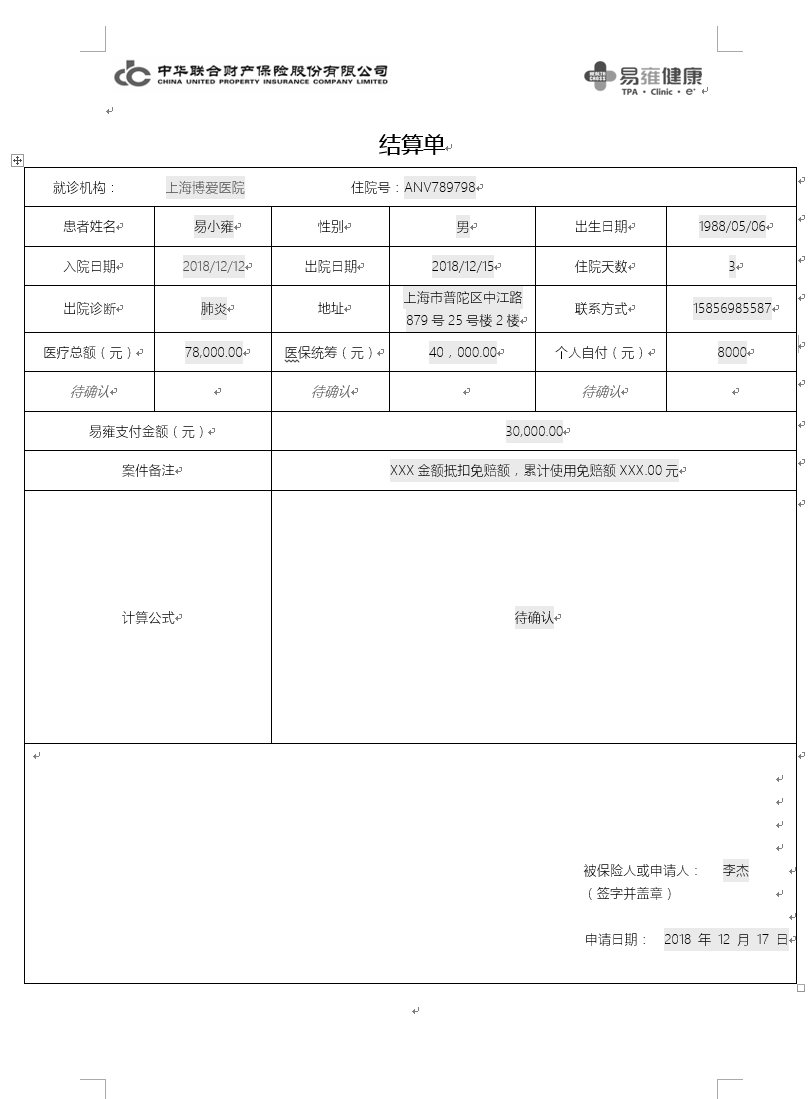 中华联合财产保险股份有限公司
CHINA UNITED PROPERTY INSURANCE COMPANY LIMITED
HEALTH CROSS 易雍健康
TPA · Clinic · e⁺
结算单
就诊机构： 上海博爱医院 住院号：ANV789798
患者姓名 易小雍 性别 男 出生日期 1988/05/06
入院日期 2018/12/12 出院日期 2018/12/15 住院天数 3
出院诊断 肺炎 地址 上海市普陀区中江路 879 号 25 号楼 2 楼 联系方式 15856985587
医疗总额（元） 78,000.00 医保统筹（元） 40，000.00 个人自付（元） 8000
待确认 待确认 待确认
易雍支付金额（元） 30,000.00
案件备注 XXX 金额抵扣免赔额，累计使用免赔额 XXX.00 元
计算公式 待确认
被保险人或申请人： 李杰
（签字并盖章）
申请日期： 2018 年 12 月 17 日